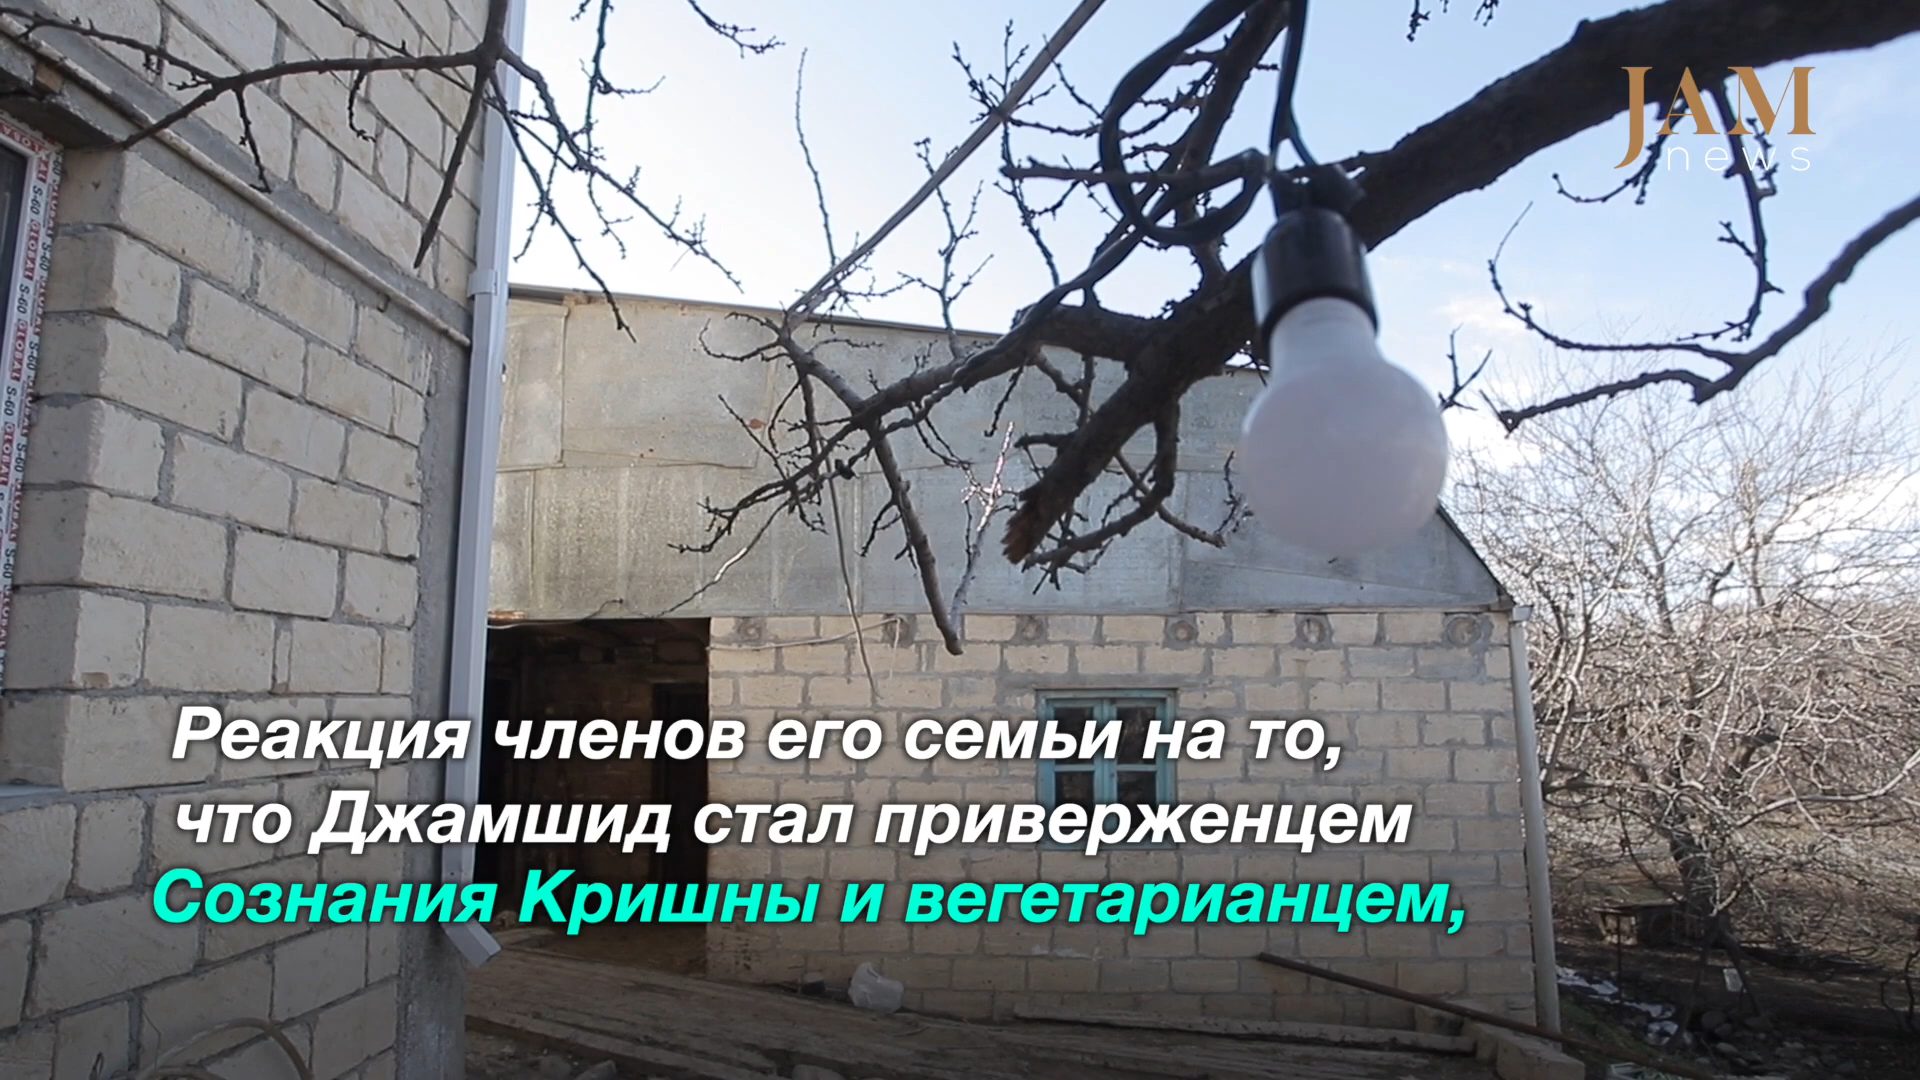 JAM
news
Реакция членов его семьи на то,
что Джамшид стал приверженцем
Сознания Кришны и вегетарианцем,